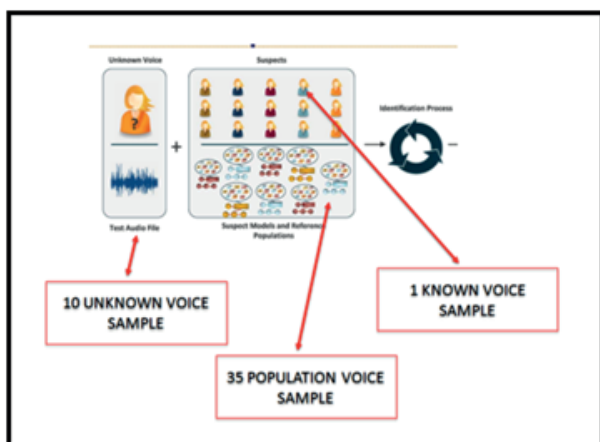 Unknown Voice
Suspects
?
+
Identification Process
Test Audio File
Suspect Models and Reference
Populations
10 UNKNOWN VOICE
SAMPLE
1 KNOWN VOICE
SAMPLE
35 POPULATION VOICE
SAMPLE